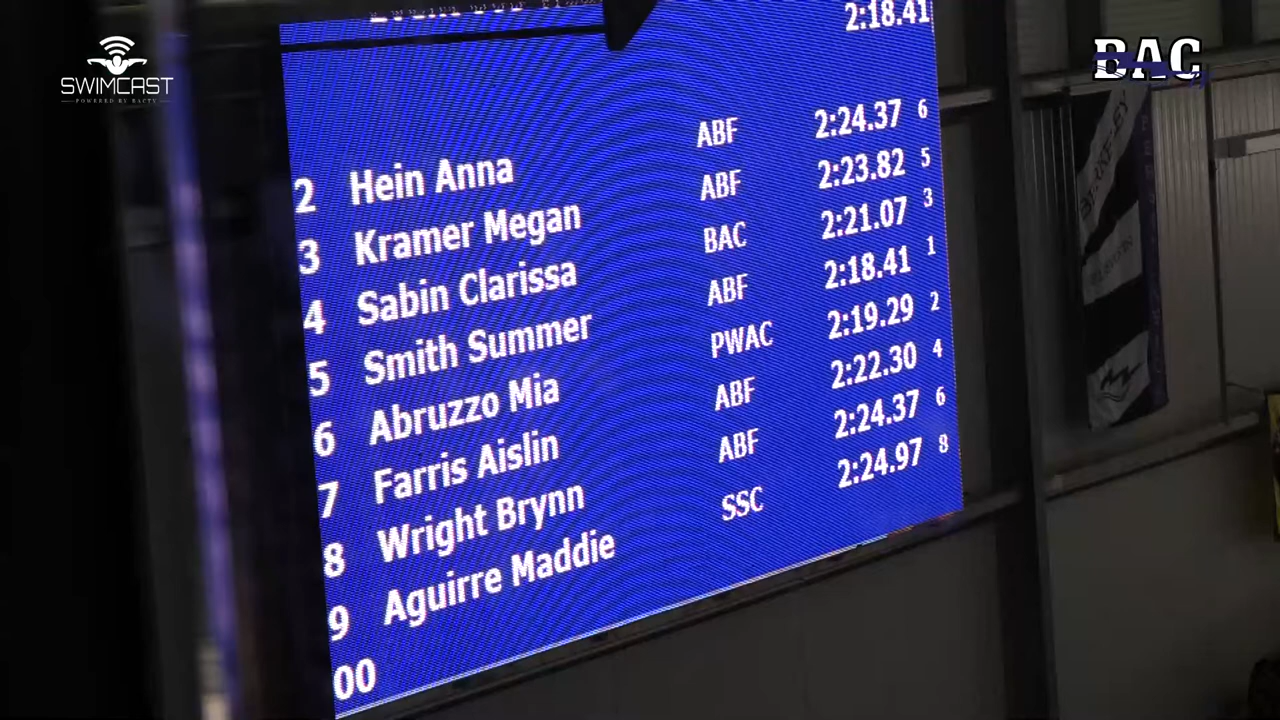 2:18.41
SWIMCAST
POWERED BY BACTV
BAC
2 Hein Anna ABF 2:24.37 6
3 Kramer Megan ABF 2:23.82 5
4 Sabin Clarissa BAC 2:21.07 3
5 Smith Summer ABF 2:18.41 1
6 Abruzzo Mia PWAC 2:19.29 2
7 Farris Aislin ABF 2:22.30 4
8 Wright Brynn ABF 2:24.37 6
9 Aguirre Maddie SSC 2:24.97 8
00